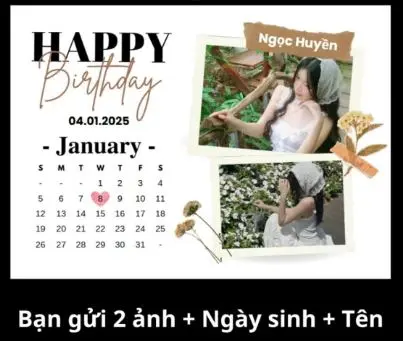 HAPPY
Birthday
04.01.2025
- January -
S M T W T F S
- - - 1 2 3 4
5 6 7 8 9 10 11
12 13 14 15 16 17 18
19 20 21 22 23 24 25
26 27 28 29 30 31 -
Ngọc Huyền
Bạn gửi 2 ảnh + Ngày sinh + Tên